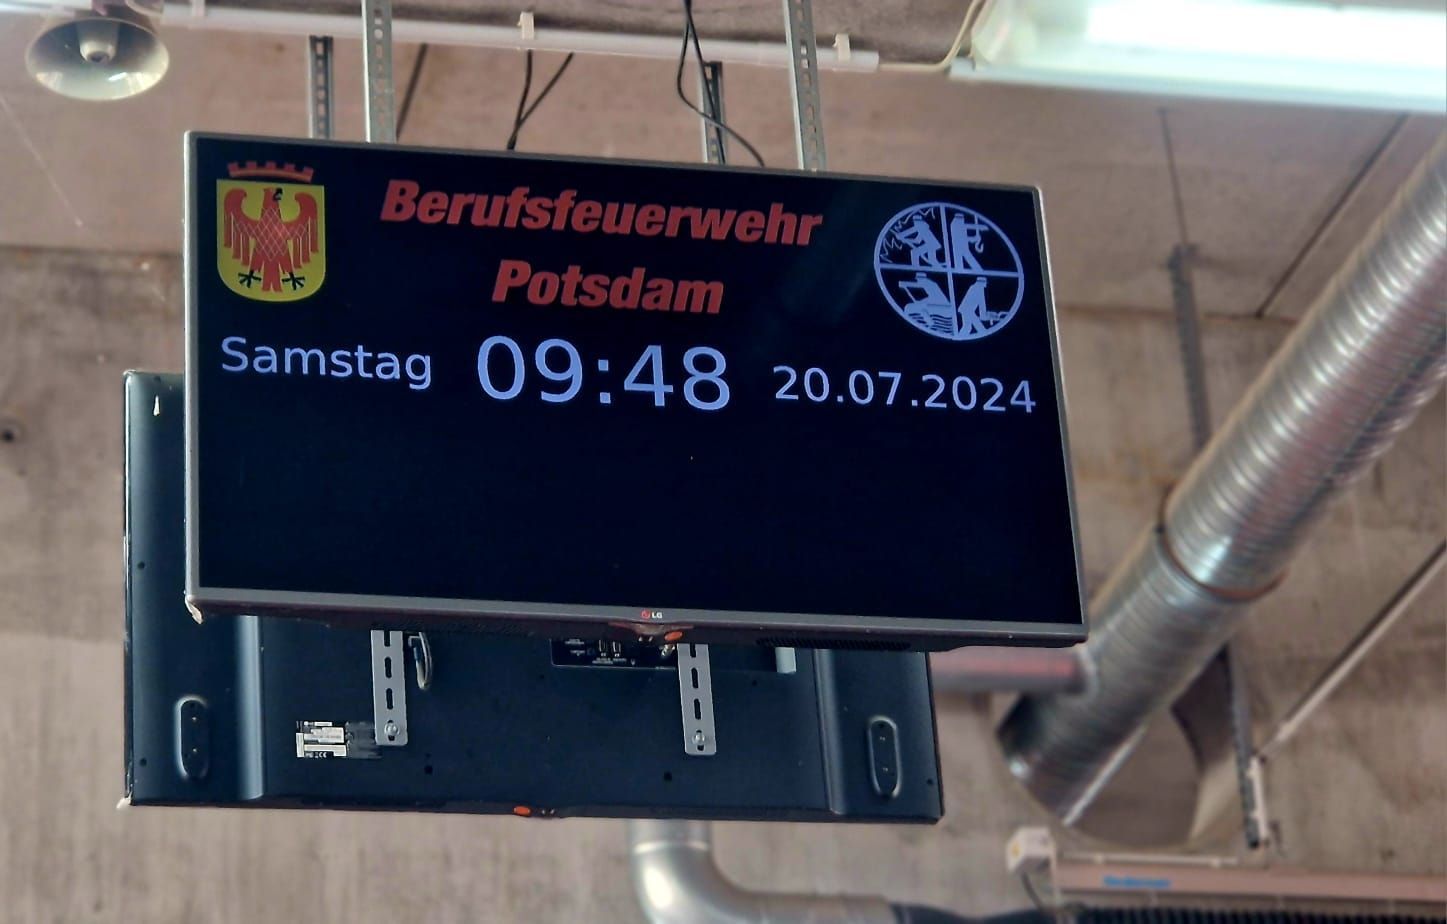 Berufsfeuerwehr
Potsdam
Samstag 09:48 20.07.2024
LG